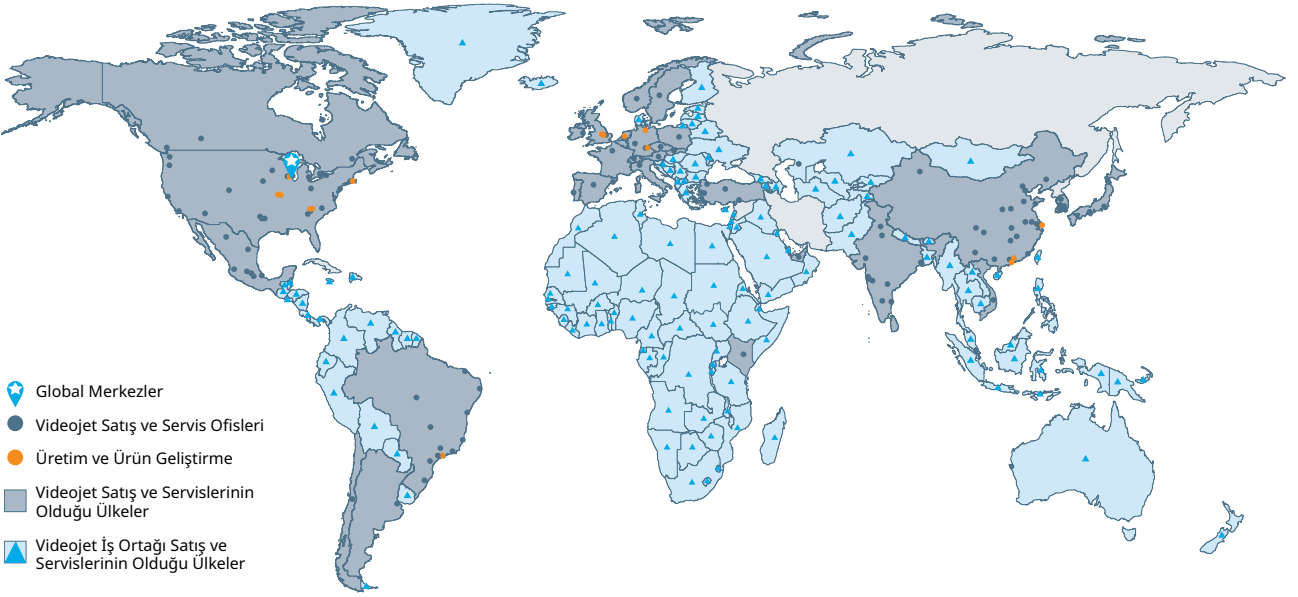 Global Merkezler
Videojet Satış ve Servis Ofisleri
Üretim ve Ürün Geliştirme
Videojet Satış ve Servislerinin
Olduğu Ülkeler
Videojet İş Ortağı Satış ve
Servislerinin Olduğu Ülkeler